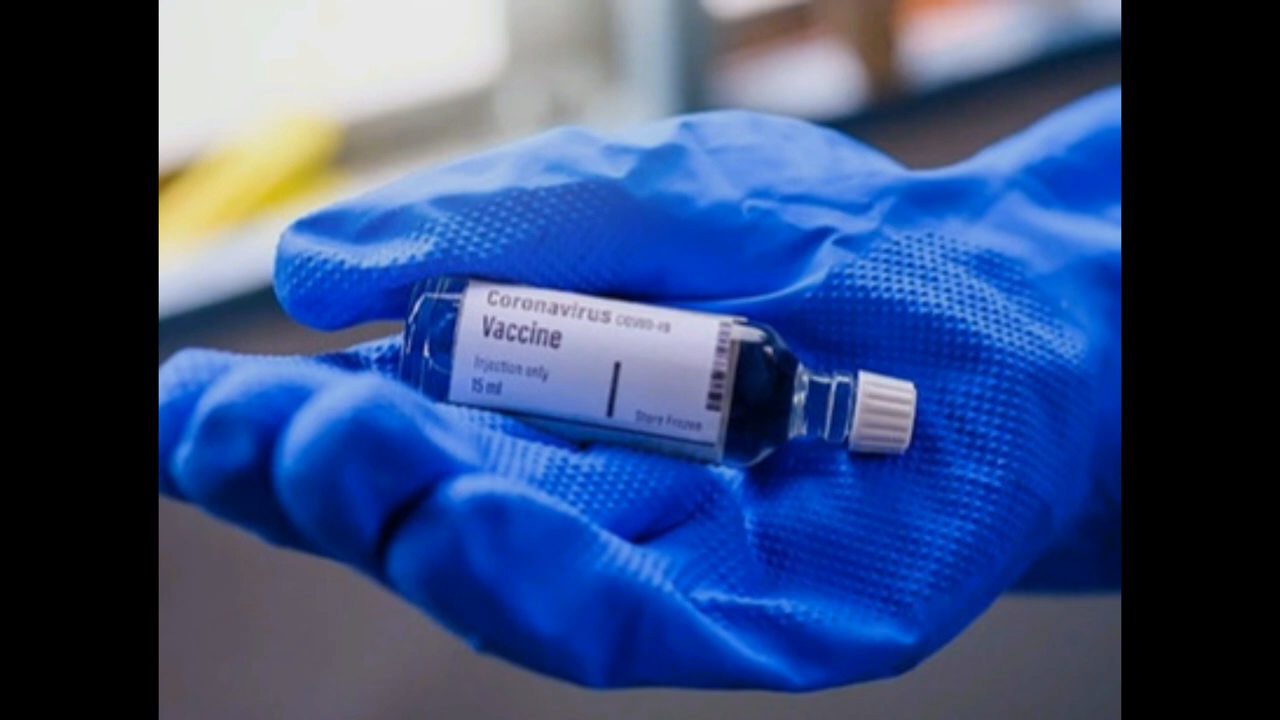 Coronavirus COVID-19
Vaccine
Injection only
15 ml
Store Frozen